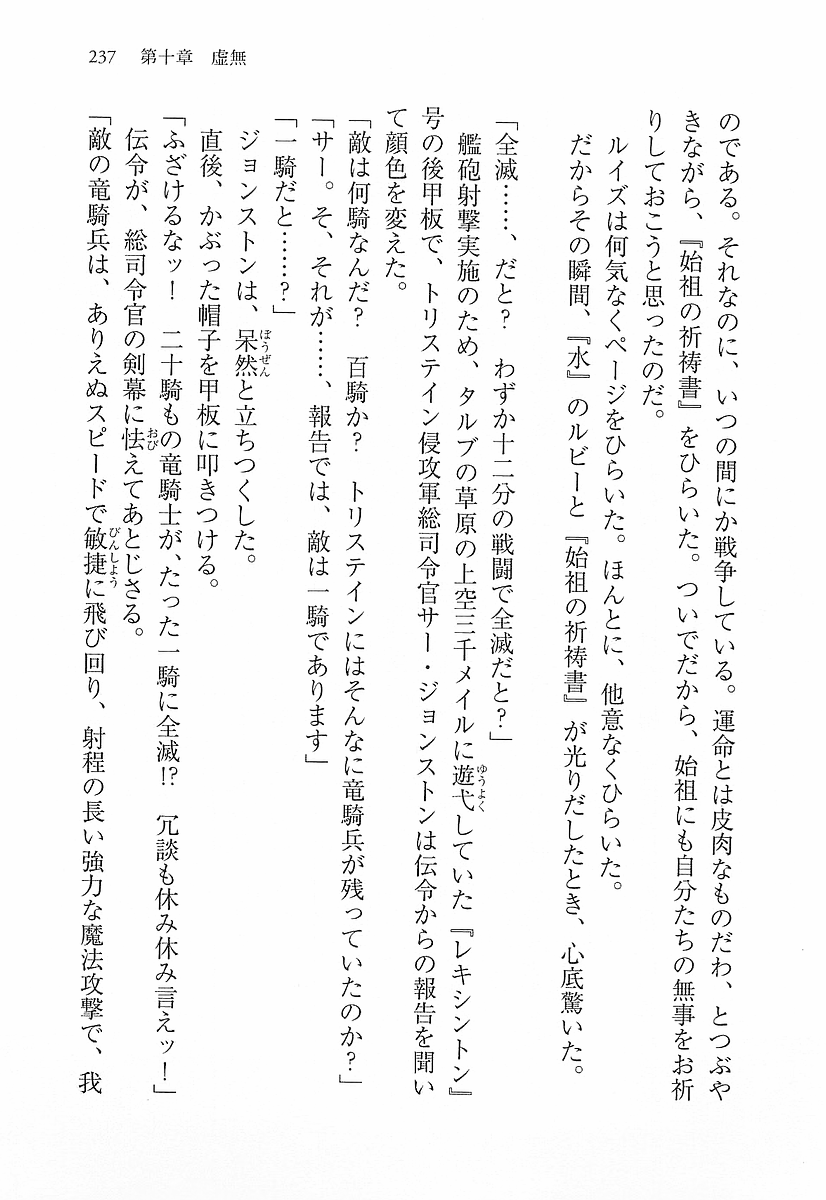 237　第十章　虚無
のである。それなのに、いつの間にか戦争している。運命とは皮肉なものだわ、とつぶや
きながら、『始祖の祈祷書』をひらいた。ついでだから、始祖にも自分たちの無事をお祈
りしておこうと思ったのだ。
　ルイズは何気なくページをひらいた。ほんとに、他意なくひらいた。
　だからその瞬間、『水』のルビーと『始祖の祈祷書』が光りだしたとき、心底驚いた。
「全滅……、だと？　わずか十二分の戦闘で全滅だと？」
　艦砲射撃実施のため、タルブの草原の上空三千メイルに遊弋していた『レキシントン』
号の後甲板で、トリステイン侵攻軍総司令官サー・ジョンストンは伝令からの報告を聞い
て顔色を変えた。
「敵は何騎なんだ？　百騎か？　トリステインにはそんなに竜騎兵が残っていたのか？」
「サー。そ、それが……、報告では、敵は一騎であります」
「一騎だと……？」
　ジョンストンは、呆然と立ちつくした。
　直後、かぶった帽子を甲板に叩きつける。
「ふざけるなッ！　二十騎もの竜騎士が、たった一騎に全滅!?　冗談も休み休み言えッ！」
　伝令が、総司令官の剣幕に怯えてあとじさる。
「敵の竜騎兵は、ありえぬスピードで敏捷に飛び回り、射程の長い強力な魔法攻撃で、我
ゆうよく
ぼうぜん
おび
びんしょう